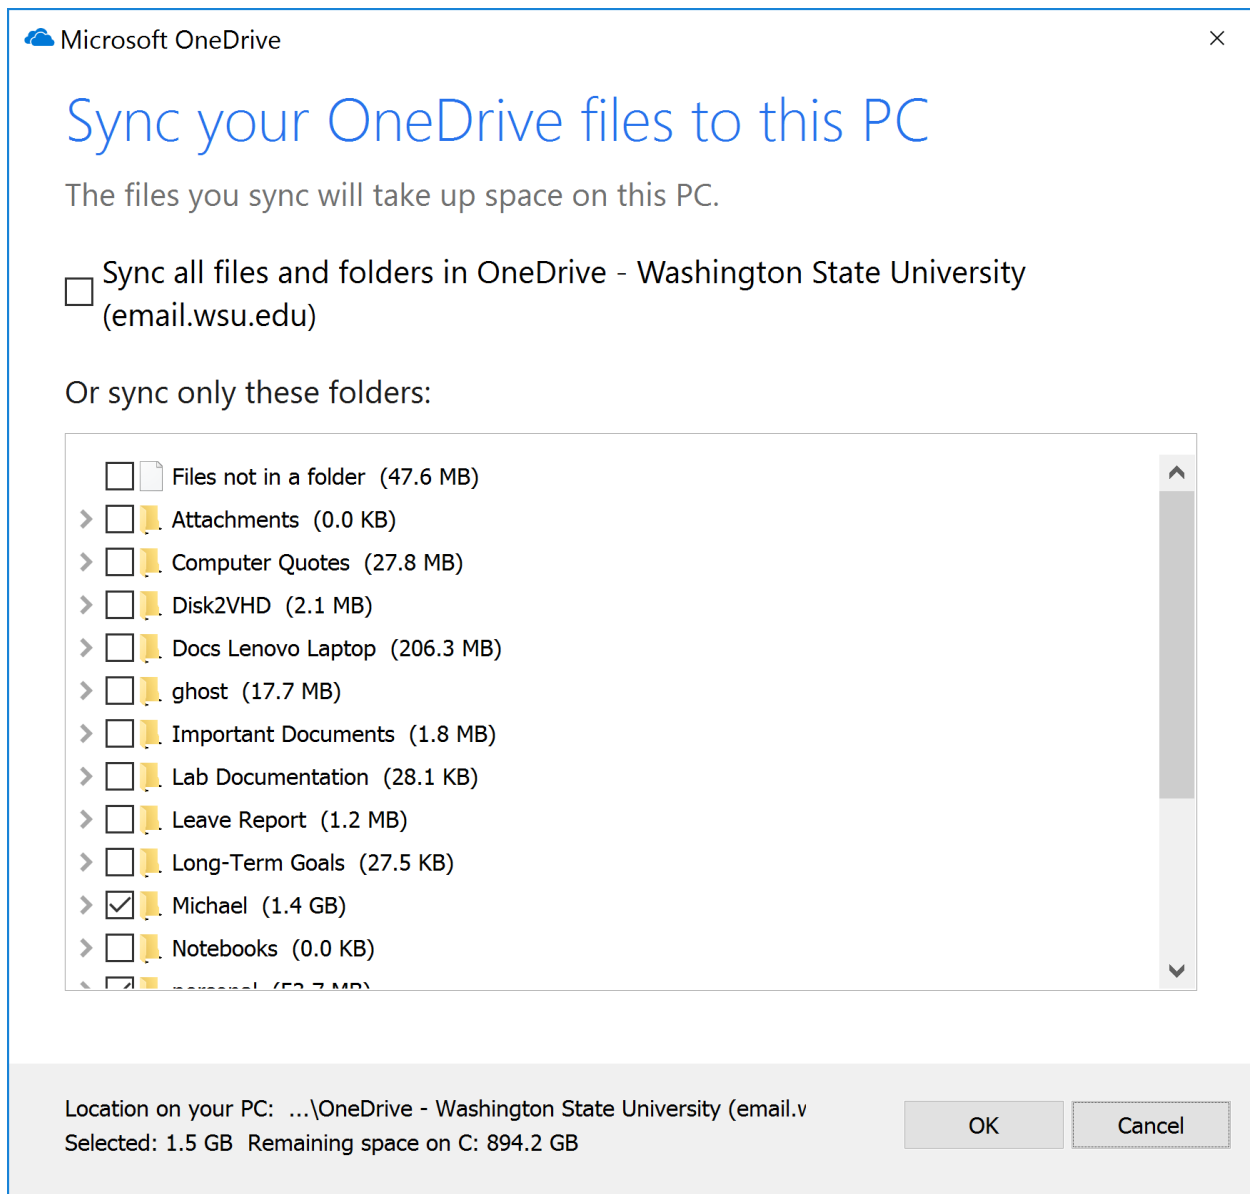 Microsoft OneDrive
Sync your OneDrive files to this PC
The files you sync will take up space on this PC.
Sync all files and folders in OneDrive - Washington State University
(email.wsu.edu)
Or sync only these folders:
Files not in a folder (47.6 MB)
Attachments (0.0 KB)
Computer Quotes (27.8 MB)
Disk2VHD (2.1 MB)
Docs Lenovo Laptop (206.3 MB)
ghost (17.7 MB)
Important Documents (1.8 MB)
Lab Documentation (28.1 KB)
Leave Report (1.2 MB)
Long-Term Goals (27.5 KB)
Michael (1.4 GB)
Notebooks (0.0 KB)
personal
Location on your PC: ...\OneDrive - Washington State University (email.w
Selected: 1.5 GB Remaining space on C: 894.2 GB
OK
Cancel